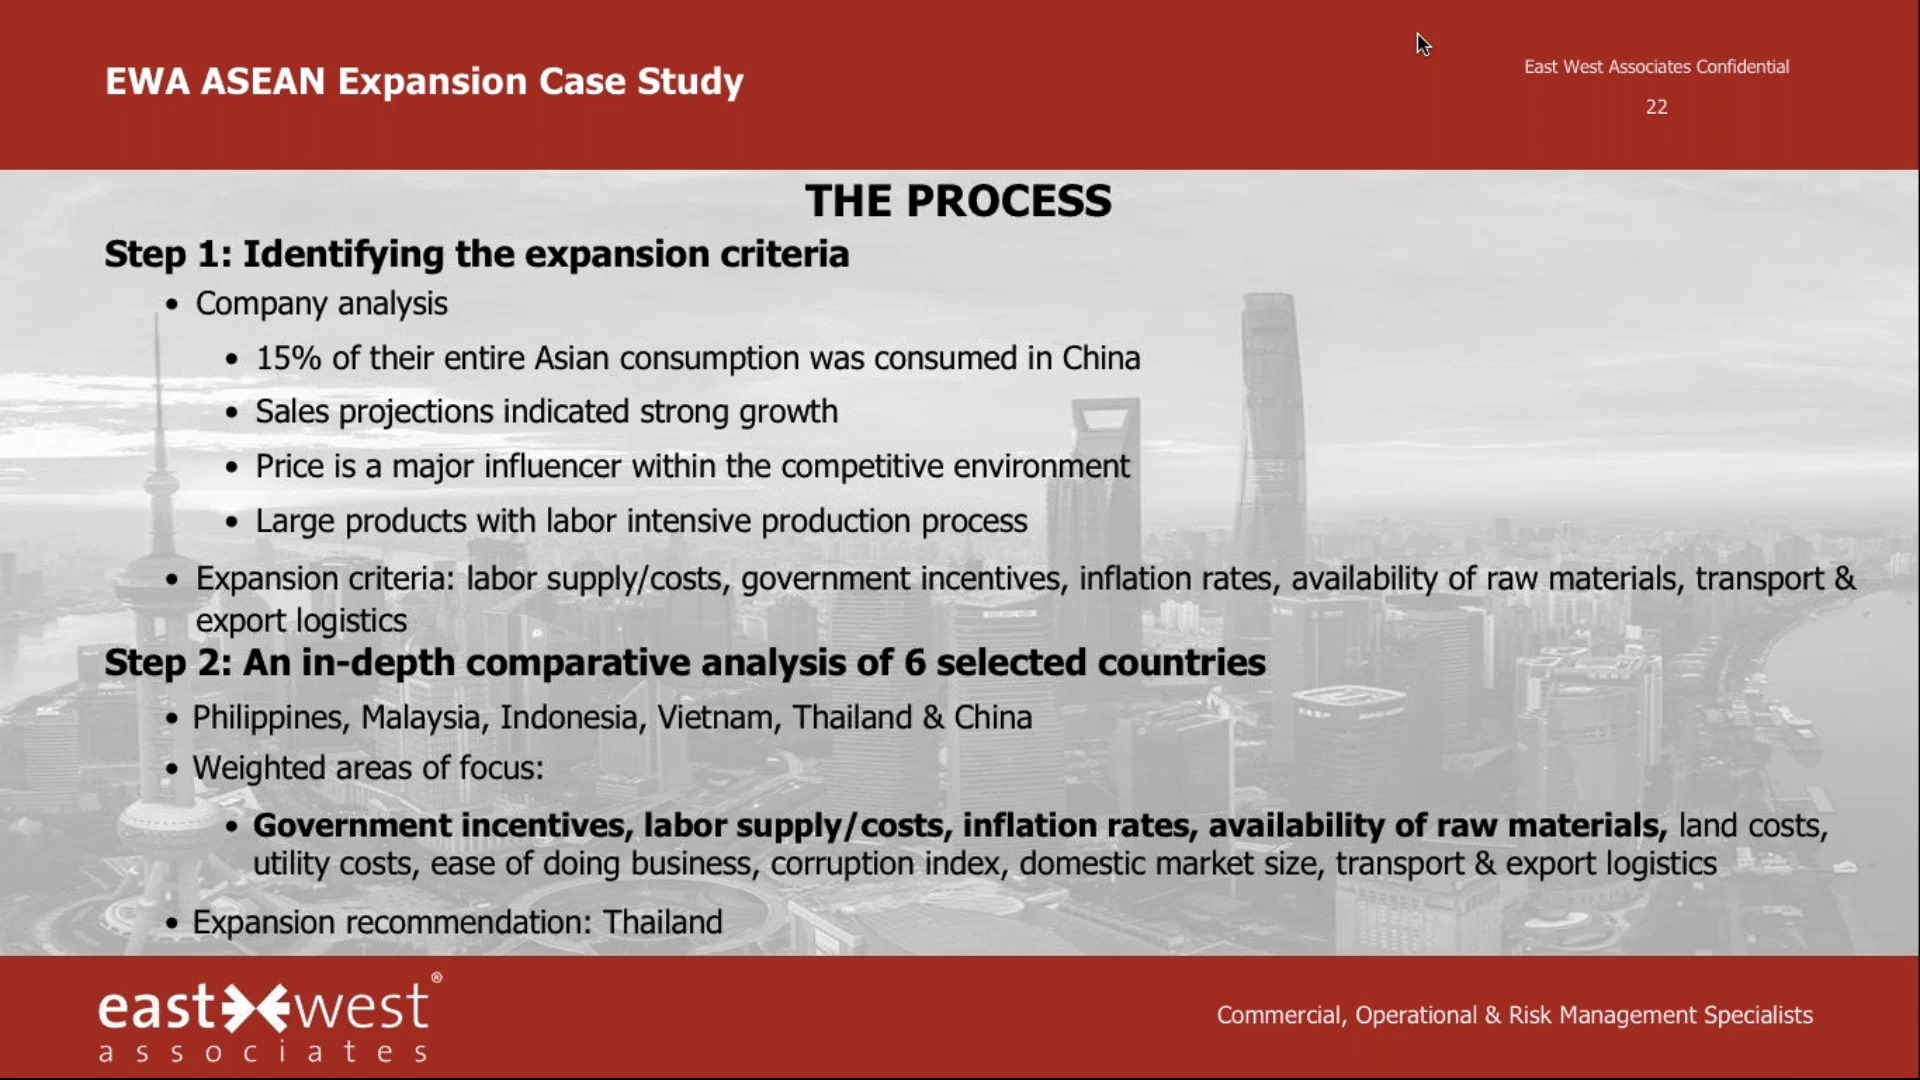 EWA ASEAN Expansion Case Study
East West Associates Confidential
22
THE PROCESS
Step 1: Identifying the expansion criteria
• Company analysis
• 15% of their entire Asian consumption was consumed in China
• Sales projections indicated strong growth
• Price is a major influencer within the competitive environment
• Large products with labor intensive production process
• Expansion criteria: labor supply/costs, government incentives, inflation rates, availability of raw materials, transport &
export logistics
Step 2: An in-depth comparative analysis of 6 selected countries
• Philippines, Malaysia, Indonesia, Vietnam, Thailand & China
• Weighted areas of focus:
• Government incentives, labor supply/costs, inflation rates, availability of raw materials, land costs,
utility costs, ease of doing business, corruption index, domestic market size, transport & export logistics
• Expansion recommendation: Thailand
east west®
associates
Commercial, Operational & Risk Management Specialists